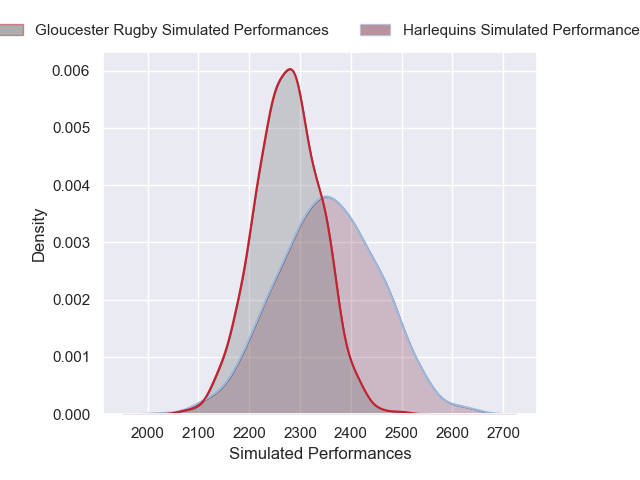 Gloucester Rugby Simulated Performances
Harlequins Simulated Performance
0.006
0.005
0.004
0.003
0.002
0.001
0.000
Density
2000 2100 2200 2300 2400 2500 2600 2700
Simulated Performances